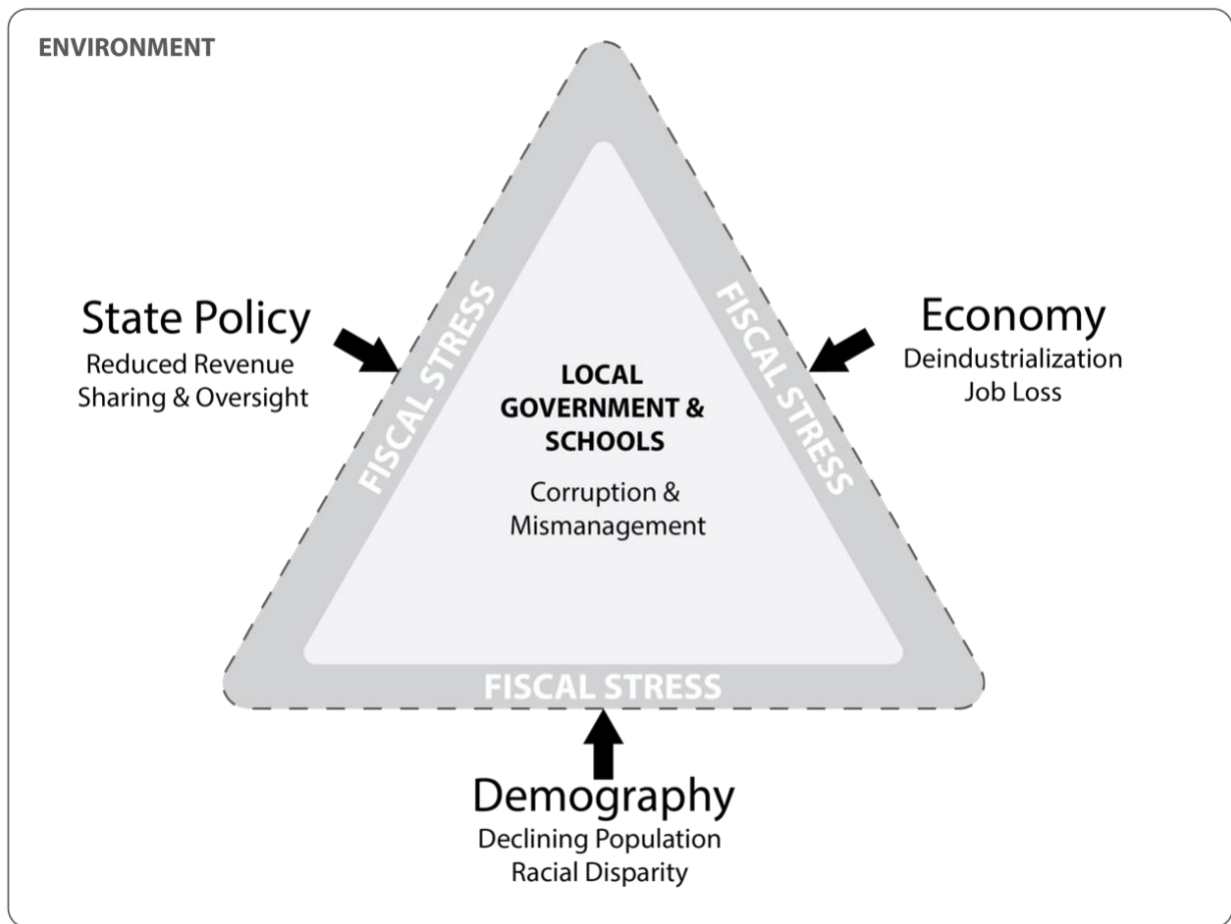 ENVIRONMENT
State Policy
Reduced Revenue
Sharing & Oversight
FISCAL STRESS
LOCAL
GOVERNMENT &
SCHOOLS
Corruption &
Mismanagement
FISCAL STRESS
Economy
Deindustrialization
Job Loss
FISCAL STRESS
Demography
Declining Population
Racial Disparity